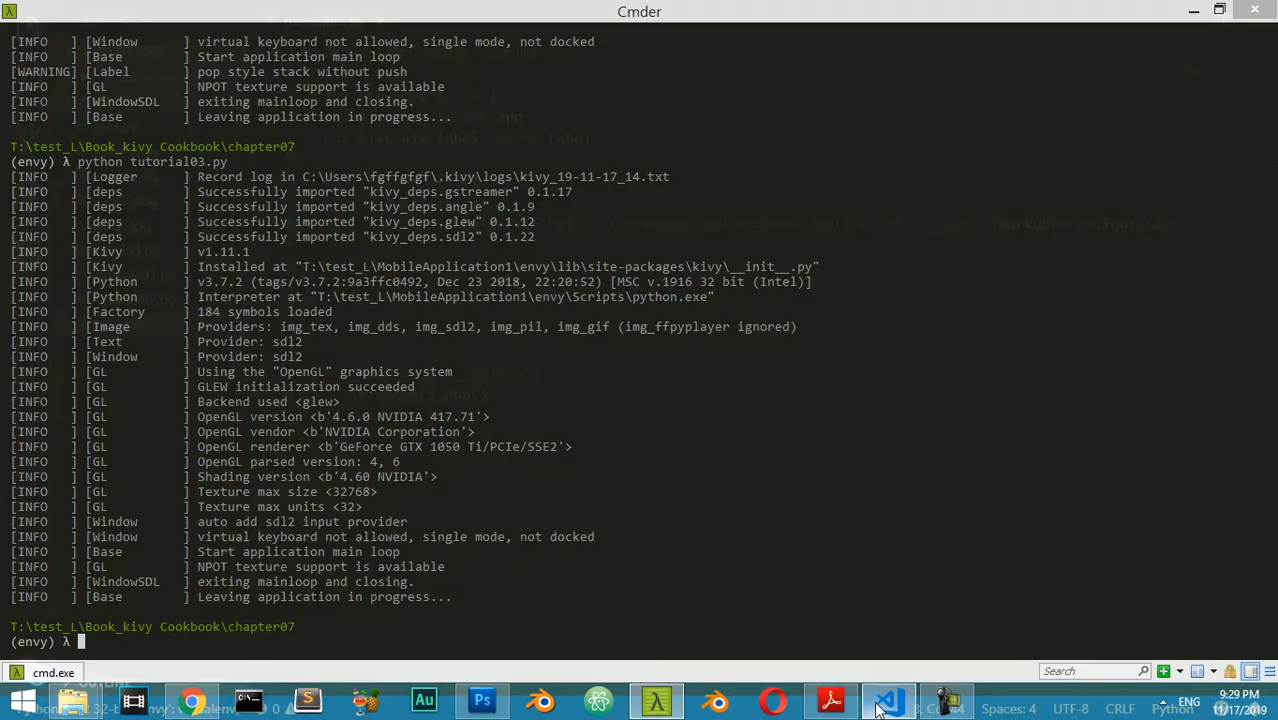 Cmder
[INFO   ] [Window      ] virtual keyboard not allowed, single mode, not docked
[INFO   ] [Base        ] Start application main loop
[WARNING] [Label       ] pop style stack without push
[INFO   ] [GL          ] NPOT texture support is available
[INFO   ] [WindowSDL   ] exiting mainloop and closing.
[INFO   ] [Base        ] Leaving application in progress...
T:\test_L\Book_kivy Cookbook\chapter07
(envy) λ python tutorial03.py
[INFO   ] [Logger      ] Record log in C:\Users\fgffgfgf\.kivy\logs\kivy_19-11-17_14.txt
[INFO   ] [deps        ] Successfully imported "kivy_deps.gstreamer" 0.1.17
[INFO   ] [deps        ] Successfully imported "kivy_deps.angle" 0.1.9
[INFO   ] [deps        ] Successfully imported "kivy_deps.glew" 0.1.12
[INFO   ] [deps        ] Successfully imported "kivy_deps.sdl2" 0.1.22
[INFO   ] [Kivy        ] v1.11.1
[INFO   ] [Kivy        ] Installed at "T:\test_L\MobileApplication1\envy\lib\site-packages\kivy\__init__.py"
[INFO   ] [Python      ] v3.7.2 (tags/v3.7.2:9a3ffc0492, Dec 23 2018, 22:20:52) [MSC v.1916 32 bit (Intel)]
[INFO   ] [Python      ] Interpreter at "T:\test_L\MobileApplication1\envy\Scripts\python.exe"
[INFO   ] [Factory     ] 184 symbols loaded
[INFO   ] [Image       ] Providers: img_tex, img_dds, img_sdl2, img_pil, img_gif (img_ffpyplayer ignored)
[INFO   ] [Text        ] Provider: sdl2
[INFO   ] [Window      ] Provider: sdl2
[INFO   ] [GL          ] Using the "OpenGL" graphics system
[INFO   ] [GL          ] GLEW initialization succeeded
[INFO   ] [GL          ] Backend used <glew>
[INFO   ] [GL          ] OpenGL version <b'4.6.0 NVIDIA 417.71'>
[INFO   ] [GL          ] OpenGL vendor <b'NVIDIA Corporation'>
[INFO   ] [GL          ] OpenGL renderer <b'GeForce GTX 1050 Ti/PCIe/SSE2'>
[INFO   ] [GL          ] OpenGL parsed version: 4, 6
[INFO   ] [GL          ] Shading version <b'4.60 NVIDIA'>
[INFO   ] [GL          ] Texture max size <32768>
[INFO   ] [GL          ] Texture max units <32>
[INFO   ] [Window      ] auto add sdl2 input provider
[INFO   ] [Window      ] virtual keyboard not allowed, single mode, not docked
[INFO   ] [Base        ] Start application main loop
[INFO   ] [GL          ] NPOT texture support is available
[INFO   ] [WindowSDL   ] exiting mainloop and closing.
[INFO   ] [Base        ] Leaving application in progress...
T:\test_L\Book_kivy Cookbook\chapter07
(envy) λ
cmd.exe
Search
Au
Ps
ENG
9:29 PM
11/17/2019
Spaces: 4
UTF-8
CRLF
Python